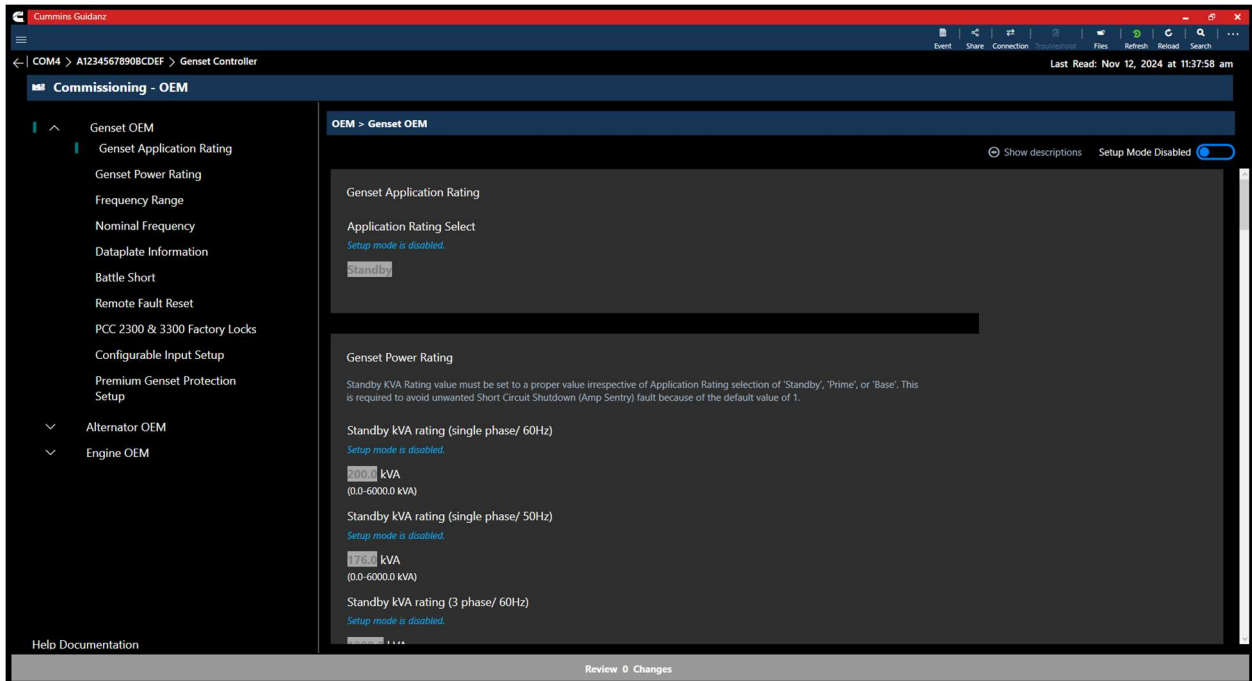 Cummins Guidanz
Event Share Connection Troubleshoot Files Refresh Reload Search
COM4 > A1234567890BCDEF > Genset Controller
Last Read: Nov 12, 2024 at 11:37:58 am
Commissioning - OEM
Genset OEM
Genset Application Rating
Genset Power Rating
Frequency Range
Nominal Frequency
Dataplate Information
Battle Short
Remote Fault Reset
PCC 2300 & 3300 Factory Locks
Configurable Input Setup
Premium Genset Protection
Setup
Alternator OEM
Engine OEM
Help Documentation
OEM > Genset OEM
Show descriptions Setup Mode Disabled
Genset Application Rating
Application Rating Select
Setup mode is disabled.
Standby
Genset Power Rating
Standby KVA Rating value must be set to a proper value irrespective of Application Rating selection of 'Standby', 'Prime', or 'Base'. This
is required to avoid unwanted Short Circuit Shutdown (Amp Sentry) fault because of the default value of 1.
Standby kVA rating (single phase/ 60Hz)
Setup mode is disabled.
200.0 kVA
(0.0-6000.0 kVA)
Standby kVA rating (single phase/ 50Hz)
Setup mode is disabled.
176.0 kVA
(0.0-6000.0 kVA)
Standby kVA rating (3 phase/ 60Hz)
Setup mode is disabled.
Review 0 Changes